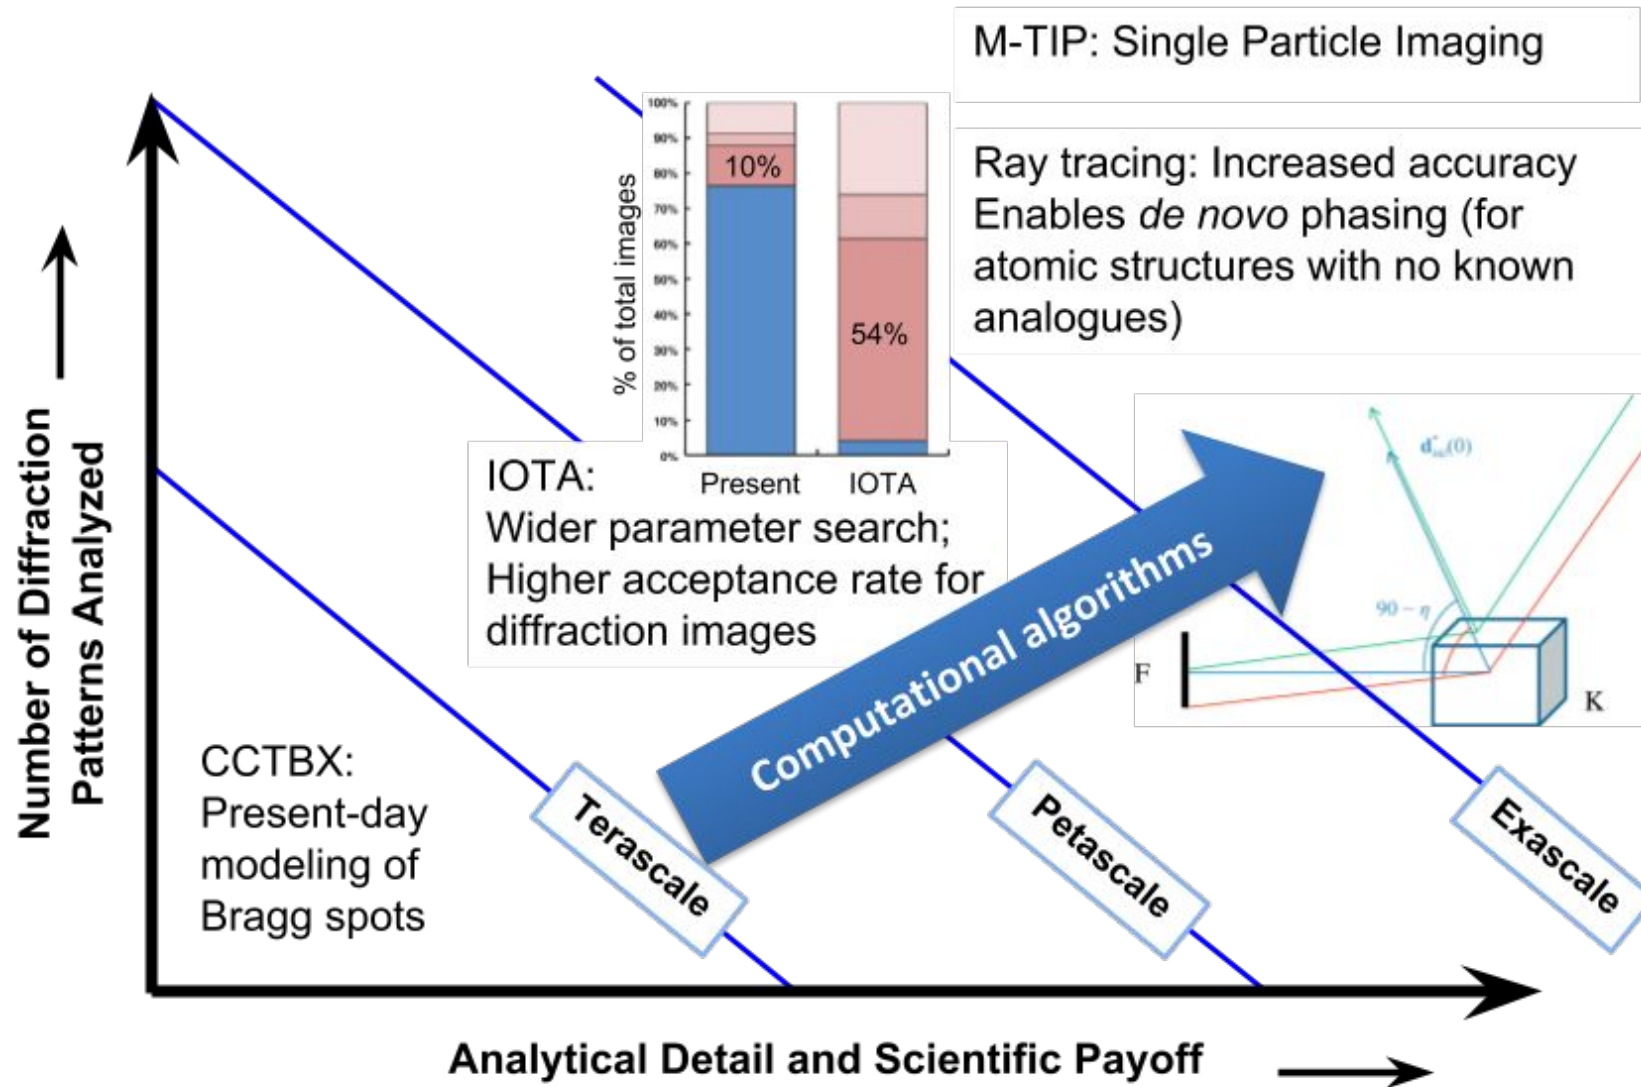 M-TIP: Single Particle Imaging
Ray tracing: Increased accuracy
Enables de novo phasing (for
atomic structures with no known
analogues)
% of total images
100%
90%
80%
70%
60%
50%
40%
30%
20%
10%
0%
10%
54%
Present
IOTA
IOTA:
Wider parameter search;
Higher acceptance rate for
diffraction images
Computational algorithms
90 − η
F
K
CCTBX:
Present-day
modeling of
Bragg spots
Terascale
Petascale
Exascale
Number of Diffraction
Patterns Analyzed
Analytical Detail and Scientific Payoff